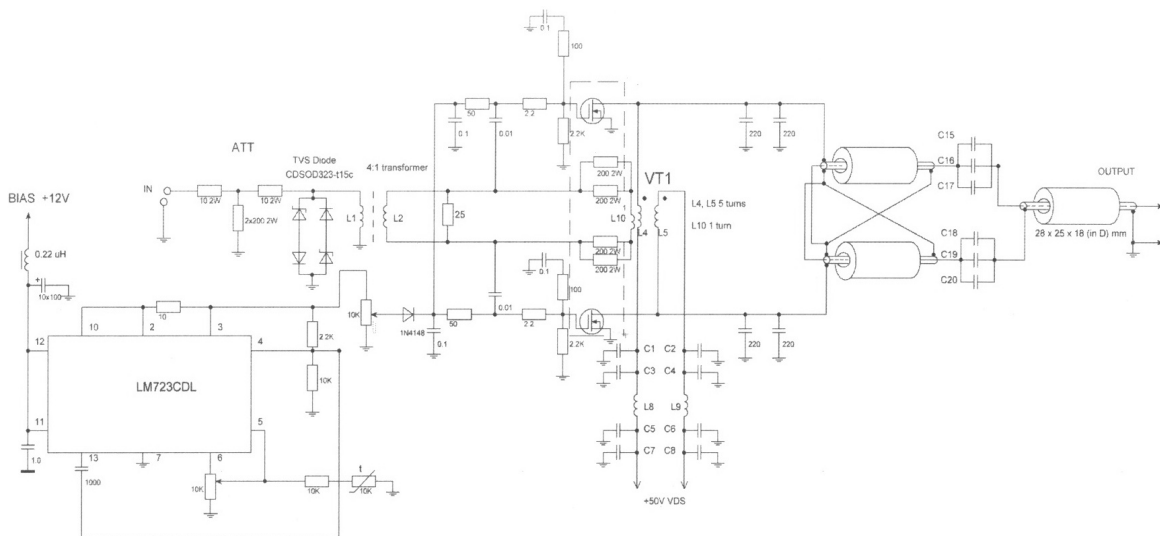 0.1
100
50
2.2
0.1
0.01
2.2K
220
220
ATT
TVS Diode
CDSOD323-t15c
4:1 transformer
200.2W
200 2W
VT1
C15
C16
C17
OUTPUT
IN
10.2W
10.2W
2x200.2W
L1
L2
25
L10
L4
L5
L4, L5 5 turns
L10 1 turn
28 x 25 x 18 (in D) mm
BIAS +12V
0.22 uH
10x100
200 2W
200.2W
C18
C19
C20
0.1
100
0.01
10
10K
1N4148
50
2.2
2.2K
0.1
220
220
10
2
3
2.2K
12
4
LM723CDL
10K
C1
C2
C3
C4
L8
L9
11
5
C5
C6
C7
C8
1.0
13
7
6
1000
10K
10K
t
10K
+50V VDS